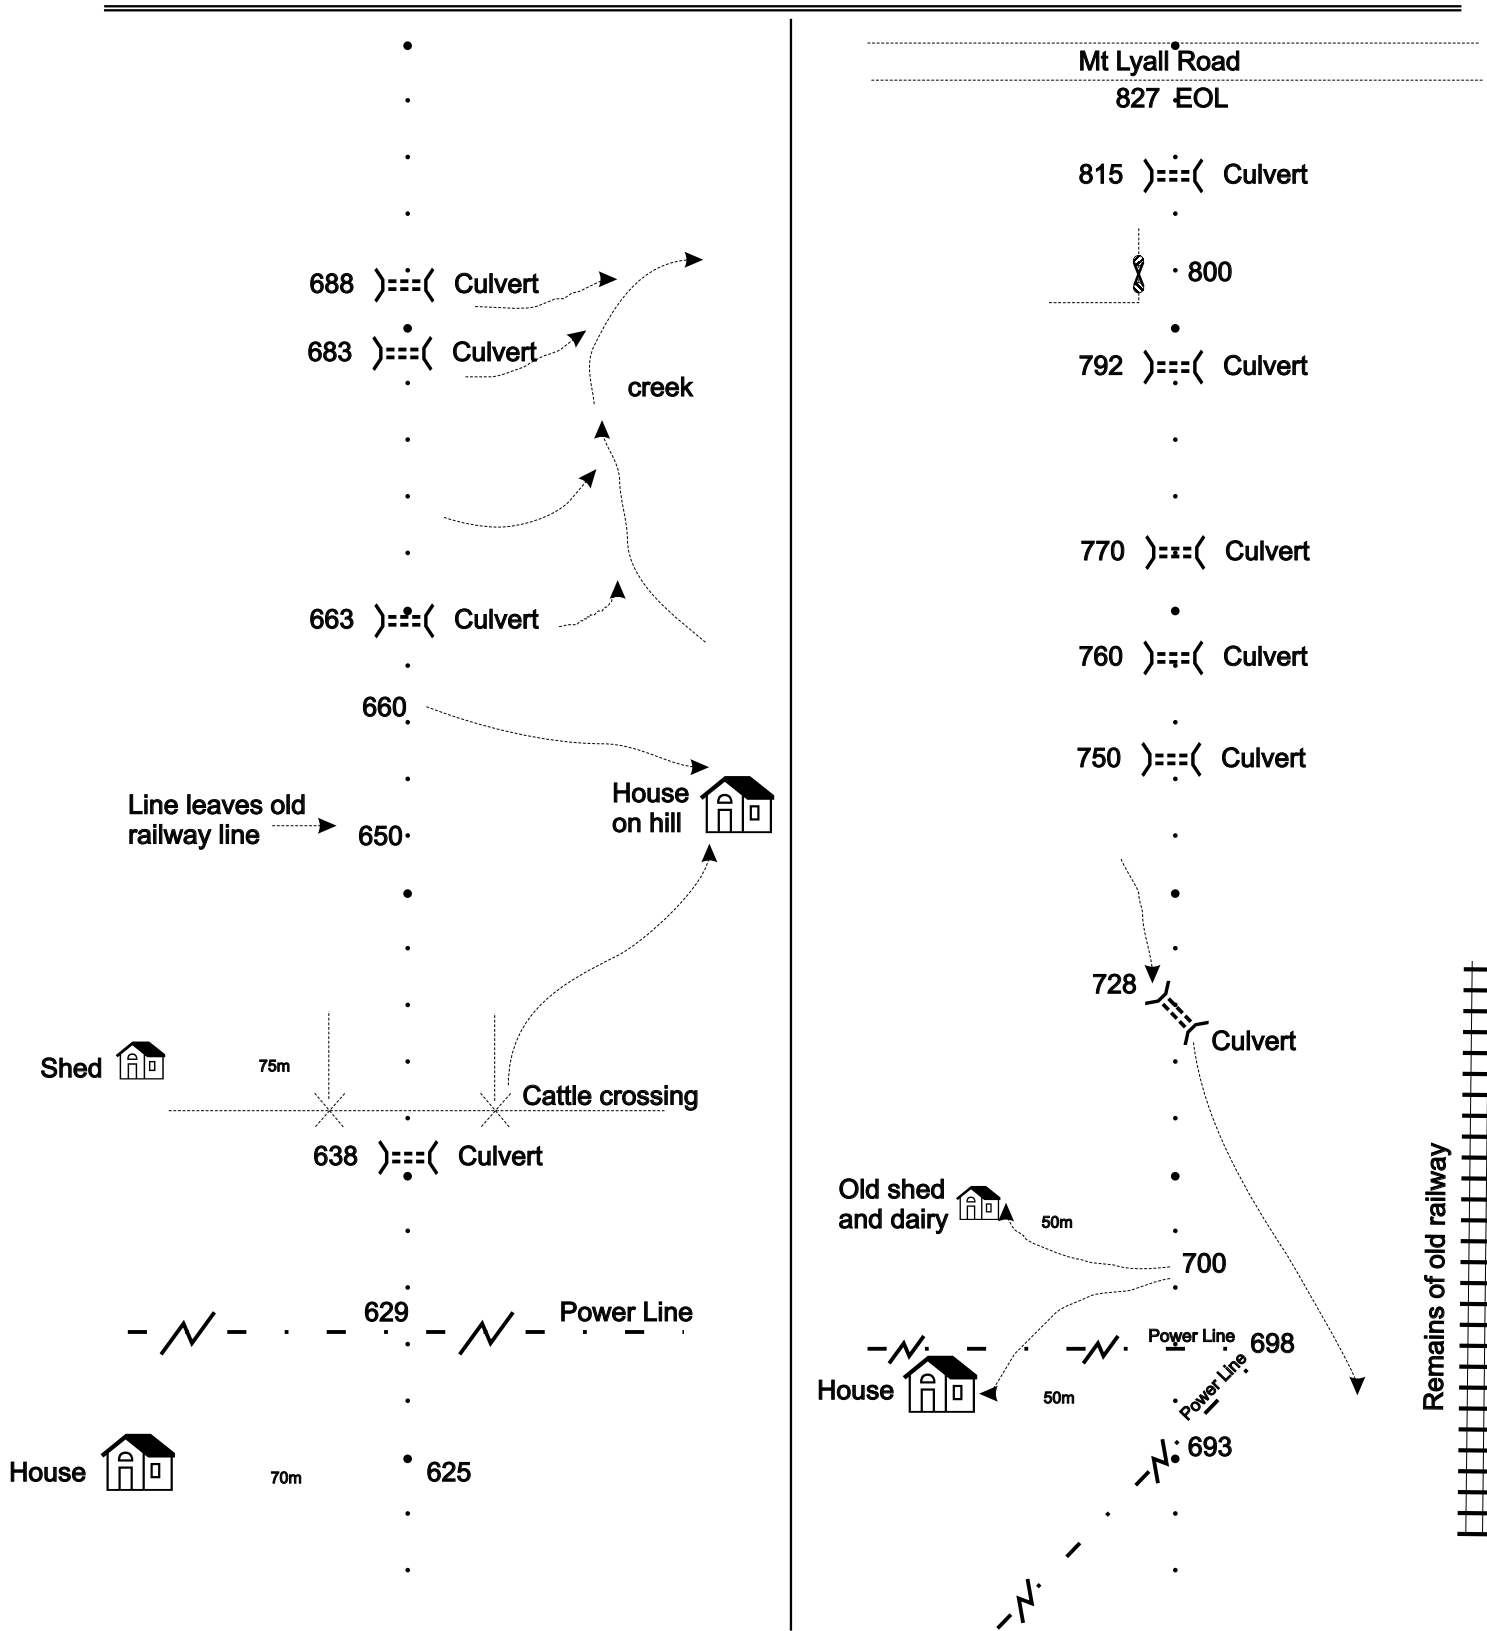 688 Culvert
683 Culvert
creek
663 Culvert
660
House
on hill
Line leaves old
railway line
650
Shed
75m
Cattle crossing
638 Culvert
629
Power Line
House
70m
625
Mt Lyall Road
827 EOL
815 Culvert
800
792 Culvert
770 Culvert
760 Culvert
750 Culvert
728
Culvert
Remains of old railway
Old shed
and dairy
50m
700
Power Line
698
House
50m
Power Line
693